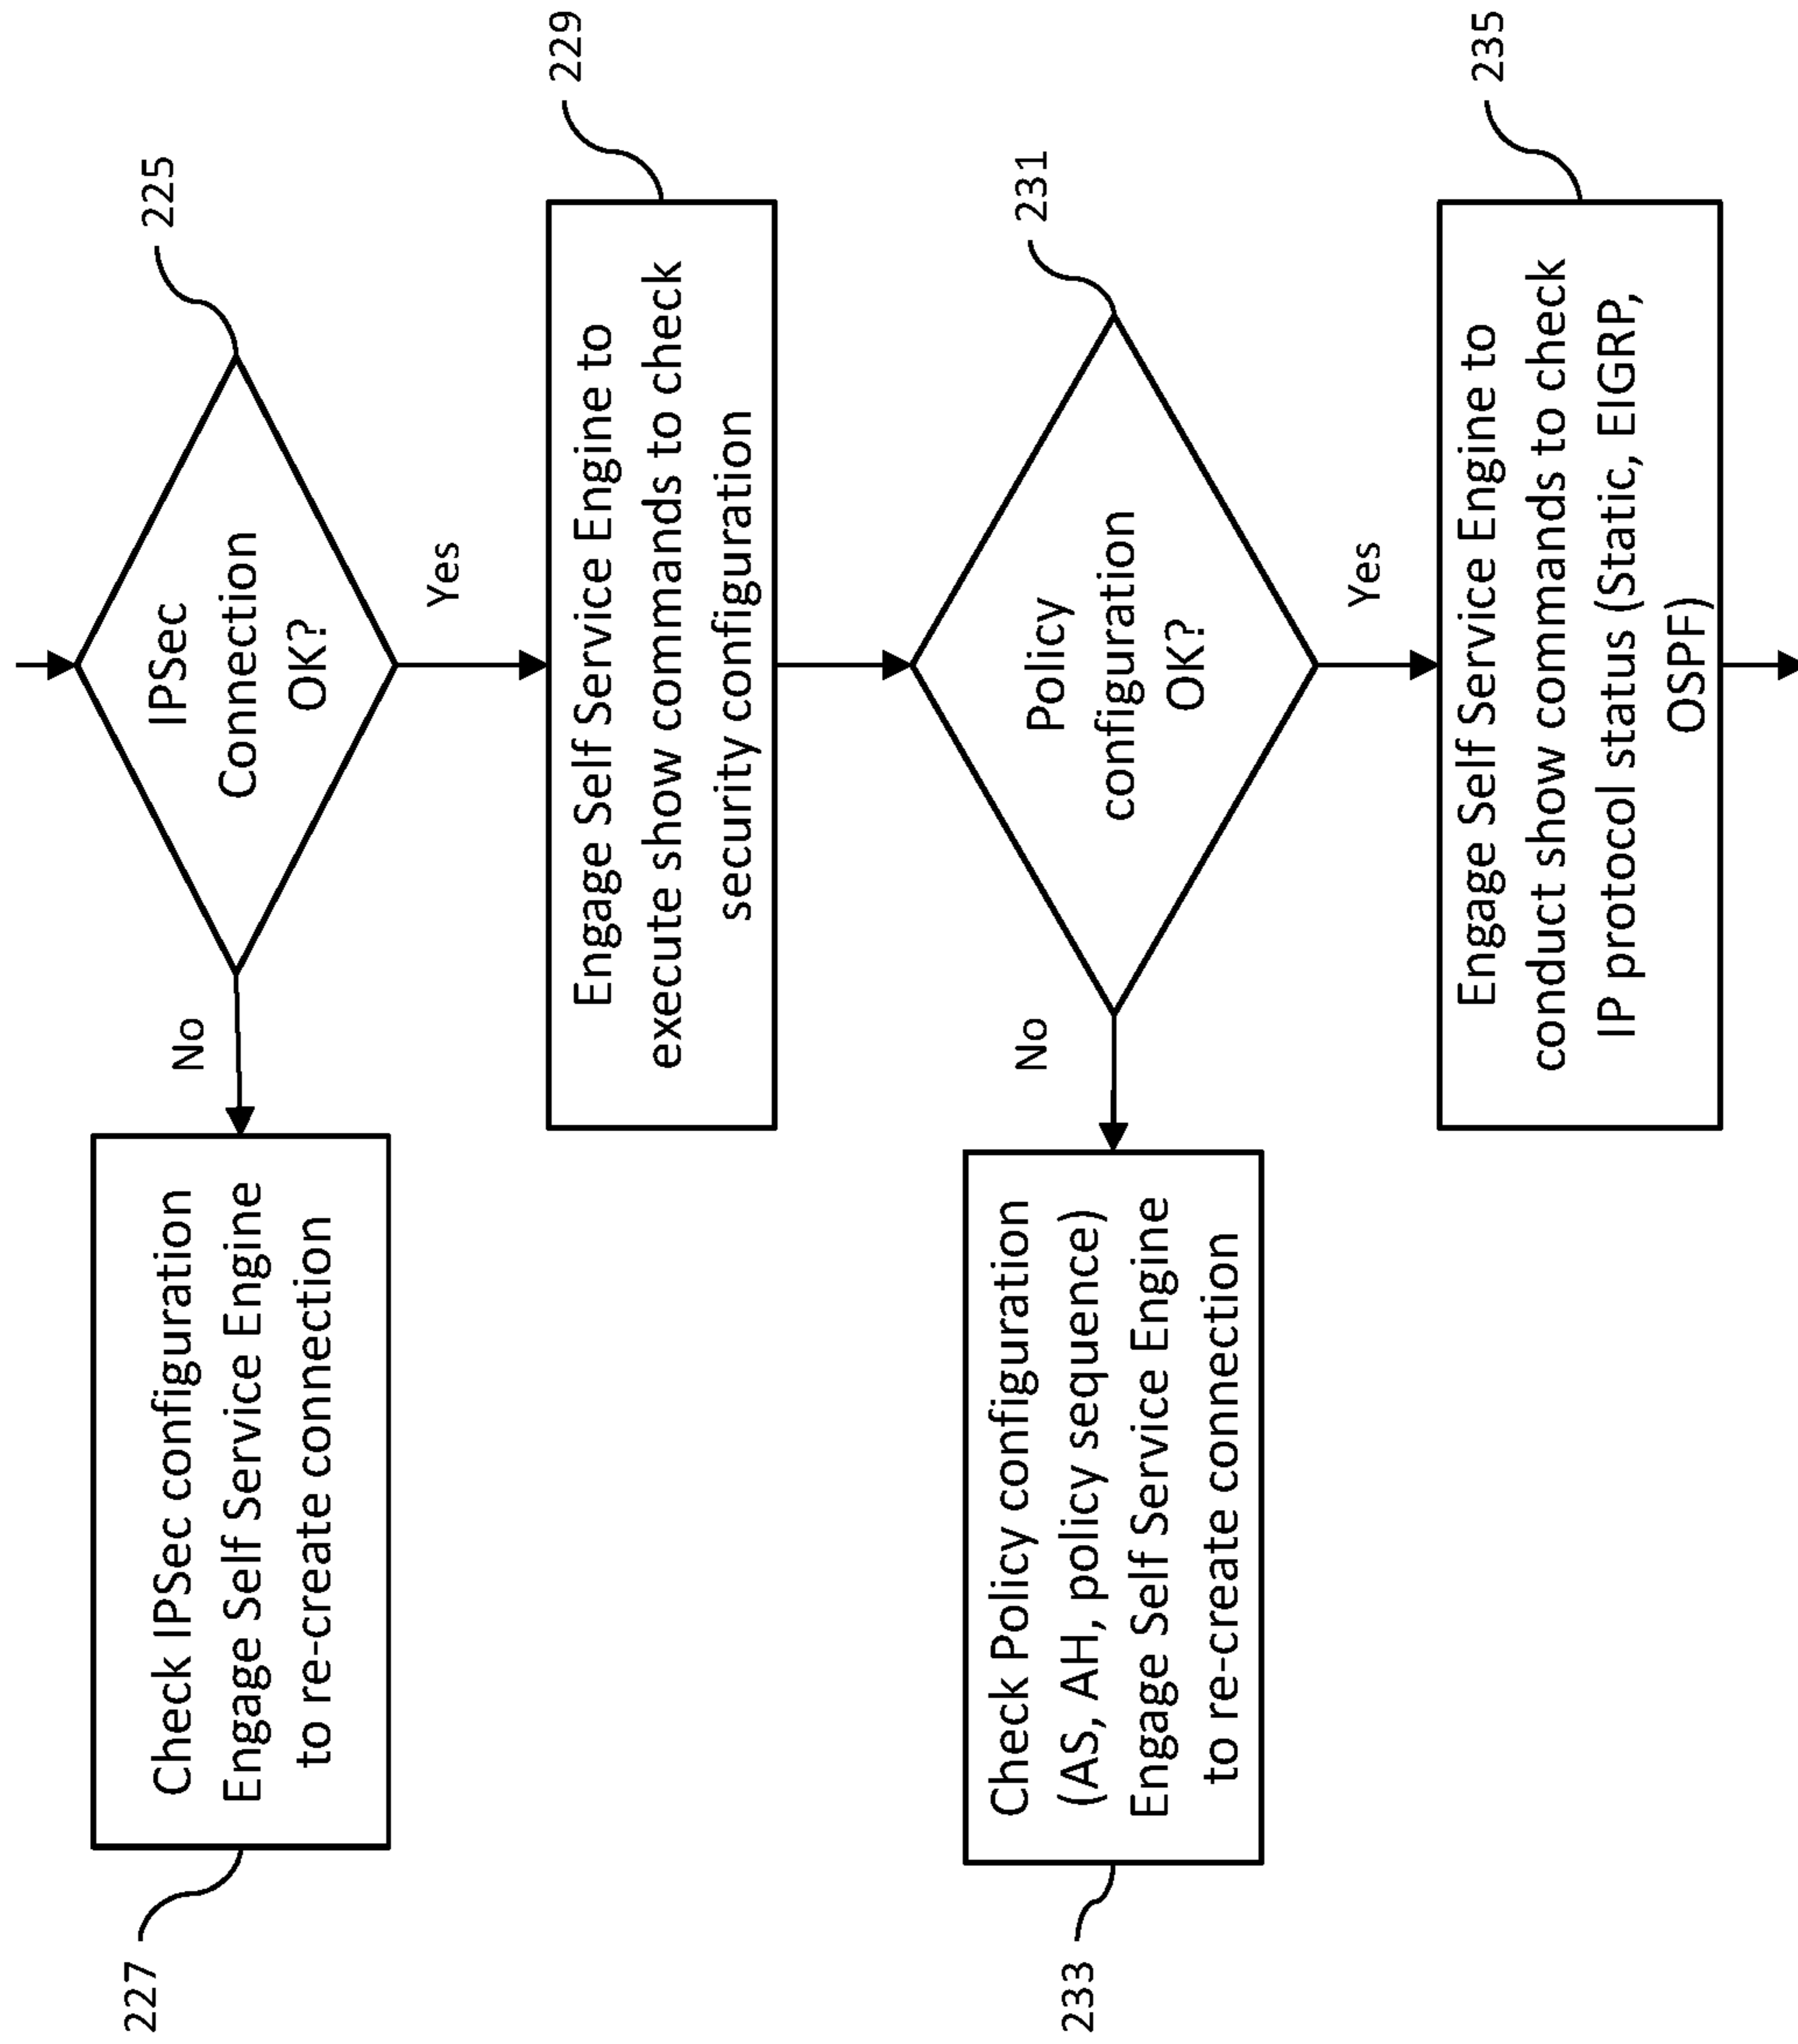 225
IPSec
Connection
OK?
No
Yes
227
Check IPSec configuration
Engage Self Service Engine
to re-create connection
229
Engage Self Service Engine to
execute show commands to check
security configuration
231
Policy
configuration
OK?
No
Yes
233
Check Policy configuration
(AS, AH, policy sequence)
Engage Self Service Engine
to re-create connection
235
Engage Self Service Engine to
conduct show commands to check
IP protocol status (Static, EIGRP,
OSPF)